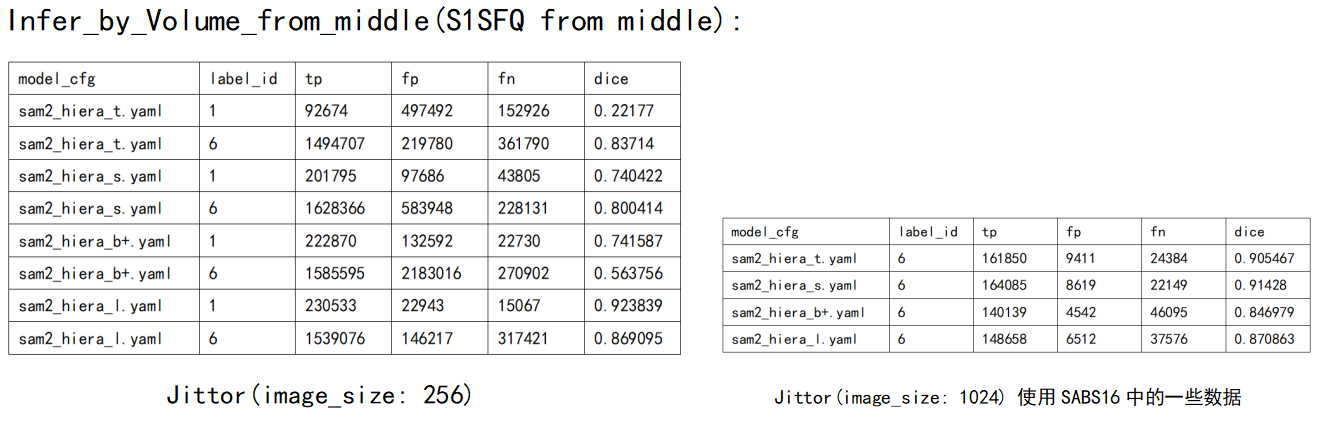 Infer_by_Volume_from_middle(S1SFQ from middle):
model_cfg label_id tp fp fn dice
sam2_hiera_t.yaml 1 92674 497492 152926 0.22177
sam2_hiera_t.yaml 6 1494707 219780 361790 0.83714
sam2_hiera_s.yaml 1 201795 97686 43805 0.740422
sam2_hiera_s.yaml 6 1628366 583948 228131 0.800414
sam2_hiera_b+.yaml 1 222870 132592 22730 0.741587
sam2_hiera_b+.yaml 6 1585595 2183016 270902 0.563756
sam2_hiera_l.yaml 1 230533 22943 15067 0.923839
sam2_hiera_l.yaml 6 1539076 146217 317421 0.869095
Jittor(image_size: 256)
model_cfg label_id tp fp fn dice
sam2_hiera_t.yaml 6 161850 9411 24384 0.905467
sam2_hiera_s.yaml 6 164085 8619 22149 0.91428
sam2_hiera_b+.yaml 6 140139 4542 46095 0.846979
sam2_hiera_l.yaml 6 148658 6512 37576 0.870863
Jittor(image_size: 1024) 使用SABS16中的一些数据